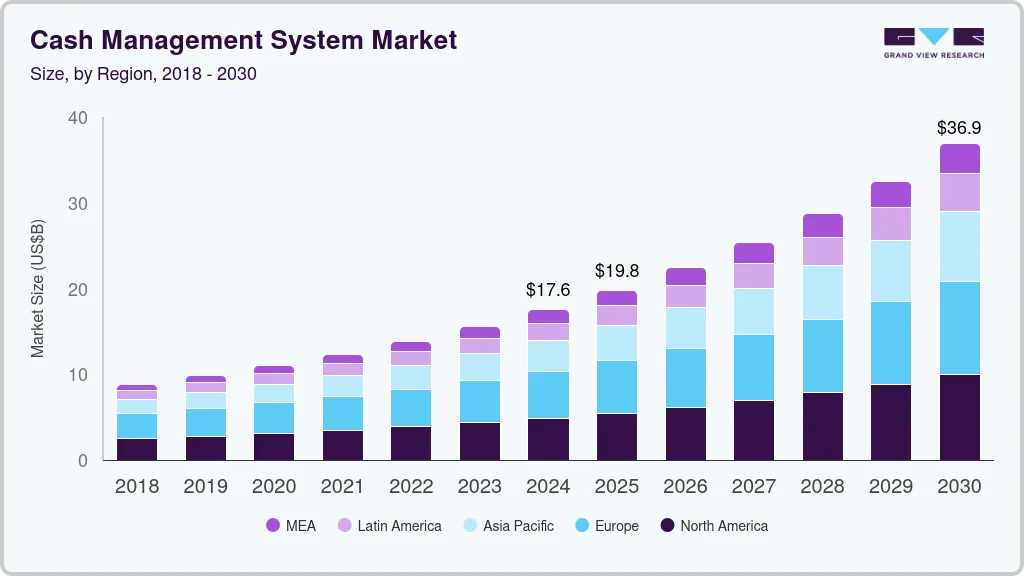 Cash Management System Market
Size, by Region, 2018 - 2030
GRAND VIEW RESEARCH
Market Size (US$B)
40
30
20
10
0
$17.6
$19.8
$36.9
2018 2019 2020 2021 2022 2023 2024 2025 2026 2027 2028 2029 2030
MEA Latin America Asia Pacific Europe North America